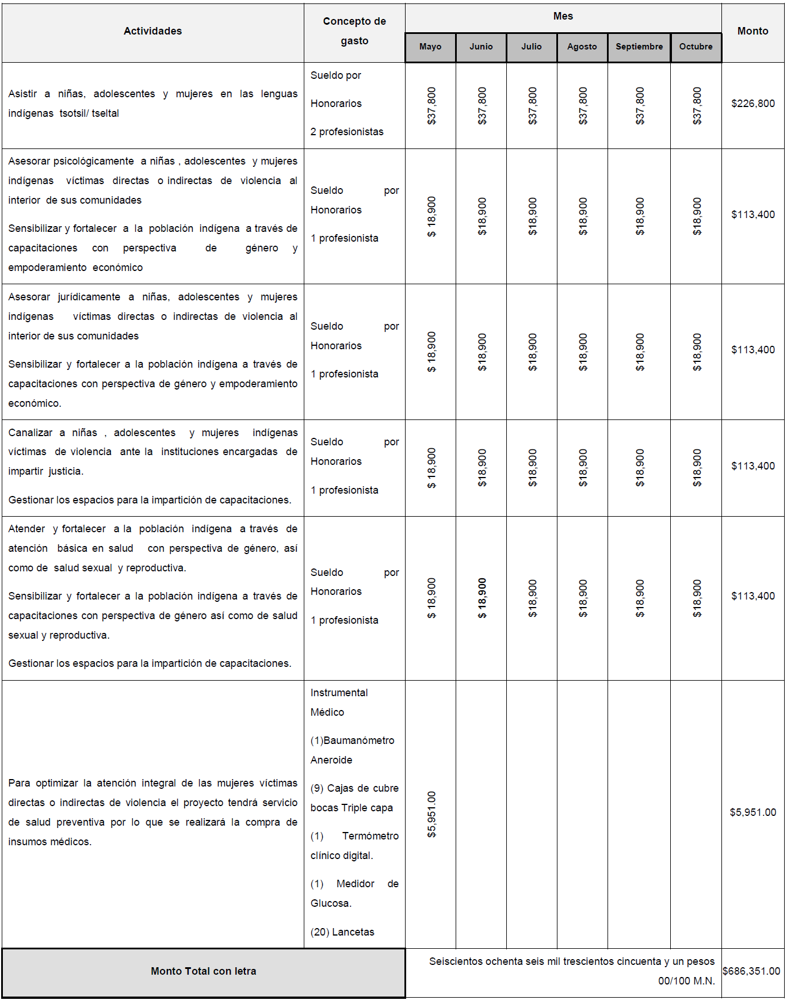 Actividades
Concepto de
gasto
Mes
Monto
Mayo
Junio
Julio
Agosto
Septiembre
Octubre
Asistir a niñas, adolescentes y mujeres en las lenguas
indígenas tsotsil/ tseltal
Sueldo por
Honorarios
2 profesionistas
$37,800
$37,800
$37,800
$37,800
$37,800
$37,800
$226,800
Asesorar psicológicamente a niñas , adolescentes y mujeres
indígenas víctimas directas o indirectas de violencia al
interior de sus comunidades
Sensibilizar y fortalecer a la población indígena a través de
capacitaciones con perspectiva de género y
empoderamiento económico
Sueldo por
Honorarios
1 profesionista
$ 18,900
$18,900
$18,900
$18,900
$18,900
$18,900
$113,400
Asesorar jurídicamente a niñas, adolescentes y mujeres
indígenas víctimas directas o indirectas de violencia al
interior de sus comunidades
Sensibilizar y fortalecer a la población indígena a través de
capacitaciones con perspectiva de género y empoderamiento
económico.
Sueldo por
Honorarios
1 profesionista
$ 18,900
$18,900
$18,900
$18,900
$18,900
$18,900
$113,400
Canalizar a niñas , adolescentes y mujeres indígenas
víctimas de violencia ante la instituciones encargadas de
impartir justicia.
Gestionar los espacios para la impartición de capacitaciones.
Sueldo por
Honorarios
1 profesionista
$ 18,900
$18,900
$18,900
$18,900
$18,900
$18,900
$113,400
Atender y fortalecer a la población indígena a través de
atención básica en salud con perspectiva de género, así
como de salud sexual y reproductiva.
Sensibilizar y fortalecer a la población indígena a través de
capacitaciones con perspectiva de género así como de salud
sexual y reproductiva.
Gestionar los espacios para la impartición de capacitaciones.
Sueldo por
Honorarios
1 profesionista
$ 18,900
$ 18,900
$18,900
$18,900
$18,900
$18,900
$113,400
Para optimizar la atención integral de las mujeres víctimas
directas o indirectas de violencia el proyecto tendrá servicio
de salud preventiva por lo que se realizará la compra de
insumos médicos.
Instrumental
Médico
(1)Baumanómetro
Aneroide
(9) Cajas de cubre
bocas Triple capa
(1) Termómetro
clínico digital.
(1) Medidor de
Glucosa.
(20) Lancetas
$5,951.00
$5,951.00
Monto Total con letra
Seiscientos ochenta seis mil trescientos cincuenta y un pesos
00/100 M.N.
$686,351.00